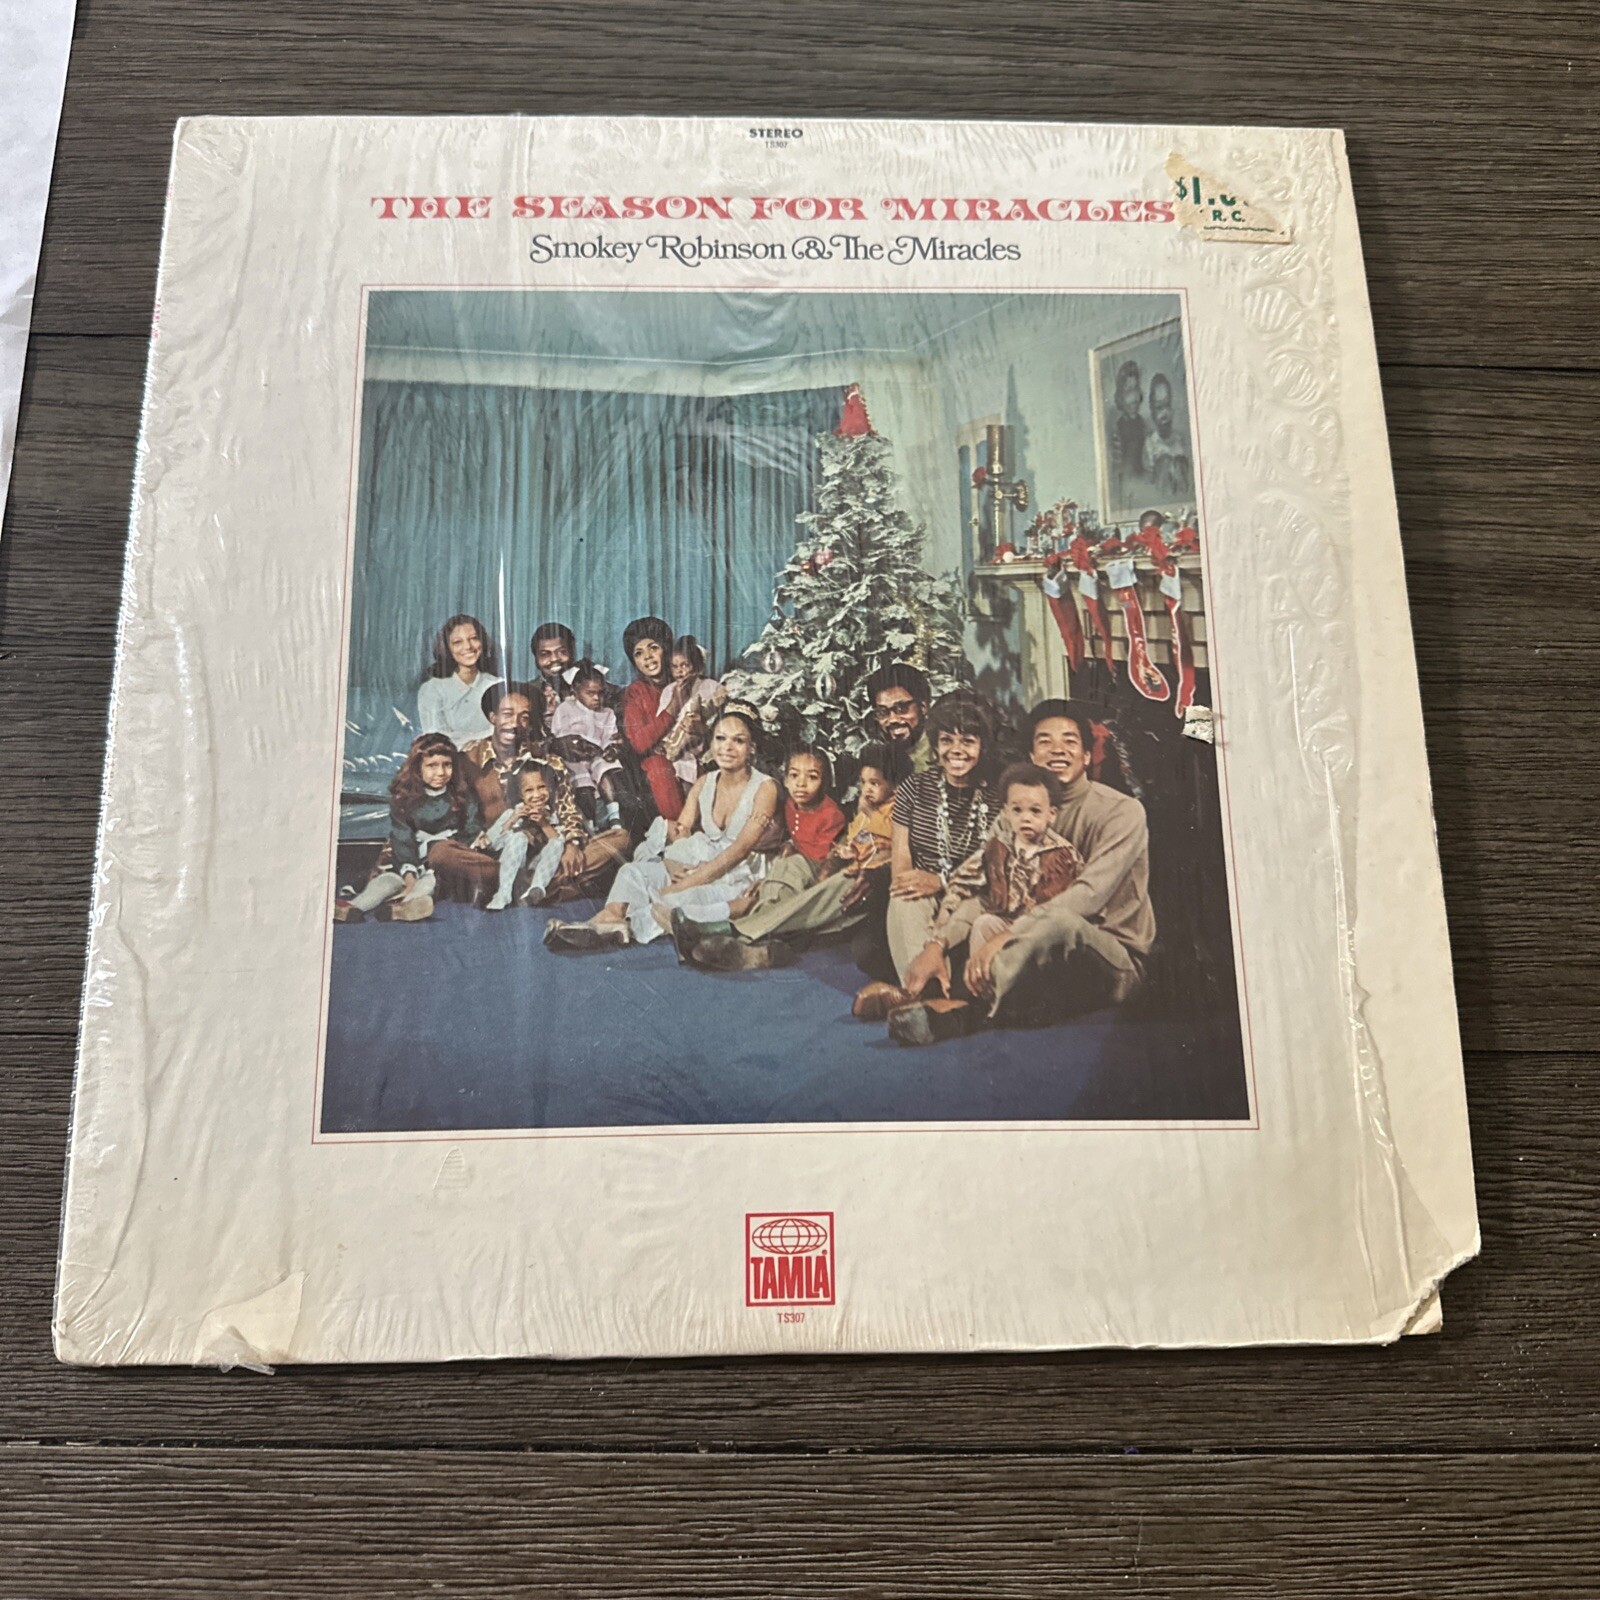 STEREO
TS307
THE SEASON FOR MIRACLES
Smokey Robinson & The Miracles
R.C.
TAMLA
TS307